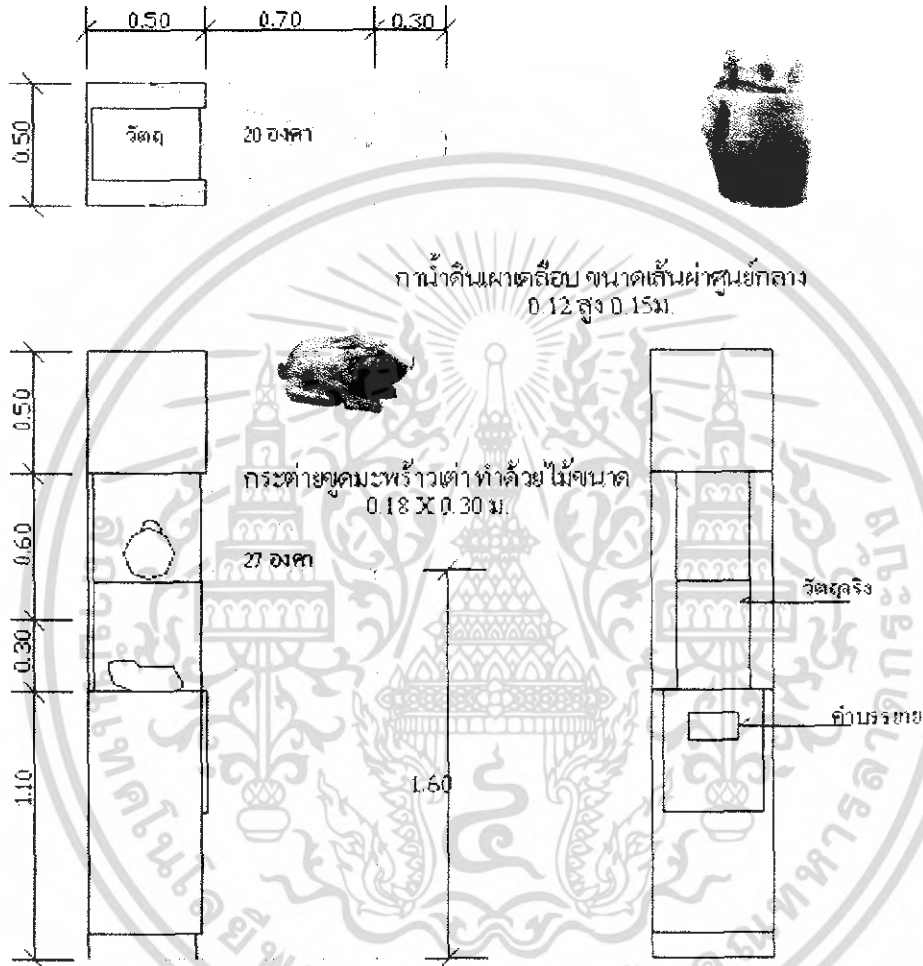 0.50 0.70 0.30
0.50
วัตถุ
20 องศา
กาน้ำดินเผาเคลือบ ขนาดเส้นผ่าศูนย์กลาง
0.12 สูง 0.15ม.
0.50
กระต่ายขูดมะพร้าวเต่า ทำด้วยไม้ขนาด
0.18 X 0.30 ม.
0.60
27 องศา
วัตถุจริง
0.30
คำบรรยาย
1.10
1.60